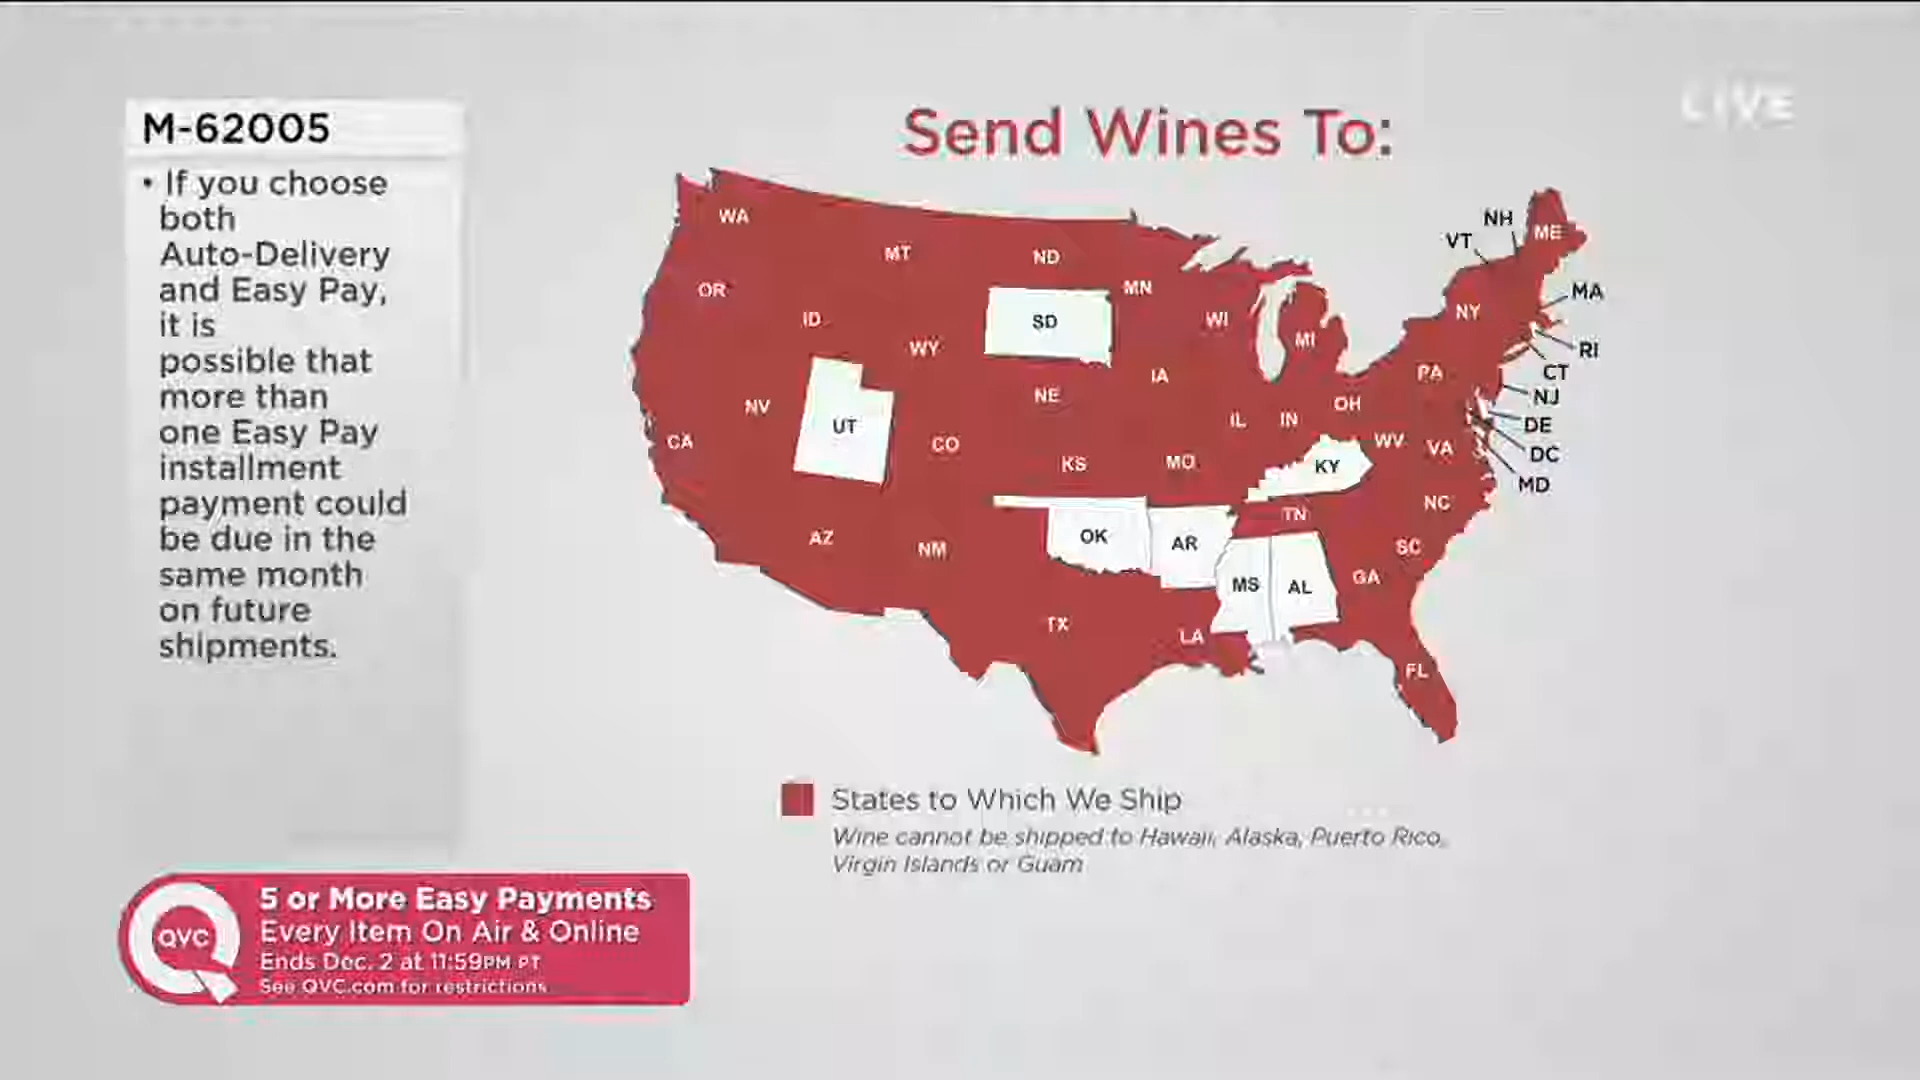 LIVE
M-62005
• If you choose
both
Auto-Delivery
and Easy Pay,
it is
possible that
more than
one Easy Pay
installment
payment could
be due in the
same month
on future
shipments.
Send Wines To:
WA
MT
ND
MN
OR
ID
WY
SD
WI
MI
NY
VT
NH
ME
MA
RI
CT
NJ
DE
DC
MD
NV
UT
CA
CO
NE
IA
IL
IN
OH
PA
WV
VA
KS
MO
KY
NC
TN
SC
AZ
NM
OK
AR
MS
AL
GA
TX
LA
FL
States to Which We Ship
Wine cannot be shipped to Hawaii, Alaska, Puerto Rico,
Virgin Islands or Guam
QVC
5 or More Easy Payments
Every Item On Air & Online
Ends Dec. 2 at 11:59PM PT
See QVC.com for restrictions